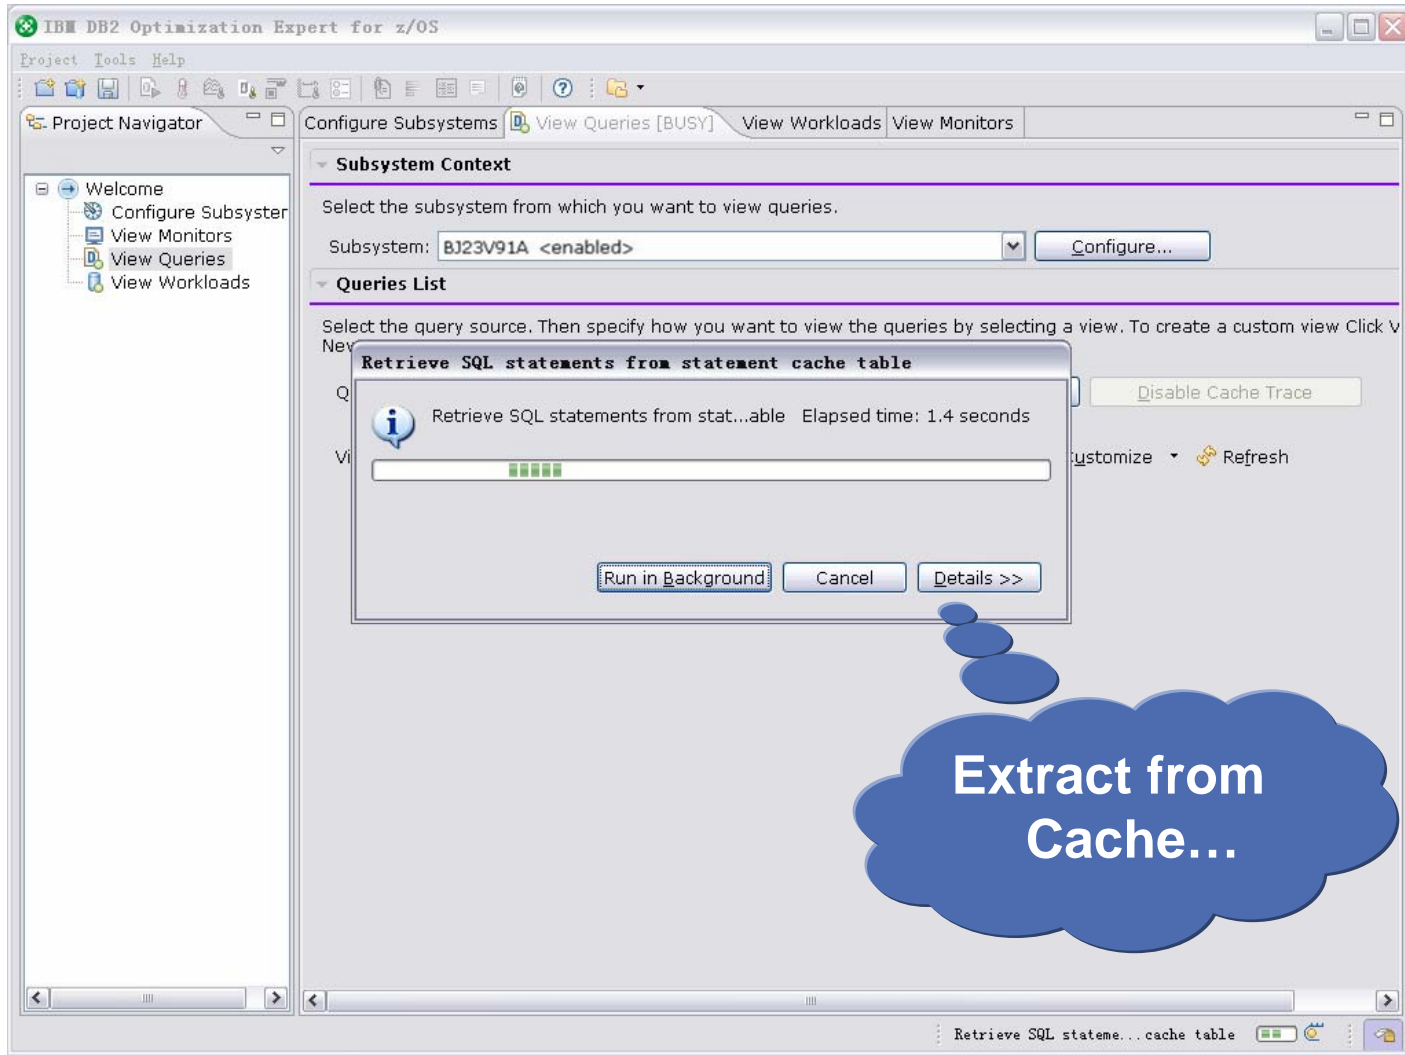 IBM DB2 Optimization Expert for z/OS
Project Tools Help
Project Navigator
Configure Subsystems View Queries [BUSY] View Workloads View Monitors
Subsystem Context
Welcome
Configure Subsyster
View Monitors
View Queries
View Workloads
Select the subsystem from which you want to view queries.
Subsystem: BJ23V91A <enabled> Configure...
Queries List
Select the query source. Then specify how you want to view the queries by selecting a view. To create a custom view Click V
New
Retrieve SQL statements from statement cache table
Q Disable Cache Trace
Retrieve SQL statements from stat...able Elapsed time: 1.4 seconds
Vi ustomize Refresh
Run in Background Cancel Details >>
Extract from
Cache...
Retrieve SQL stateme...cache table